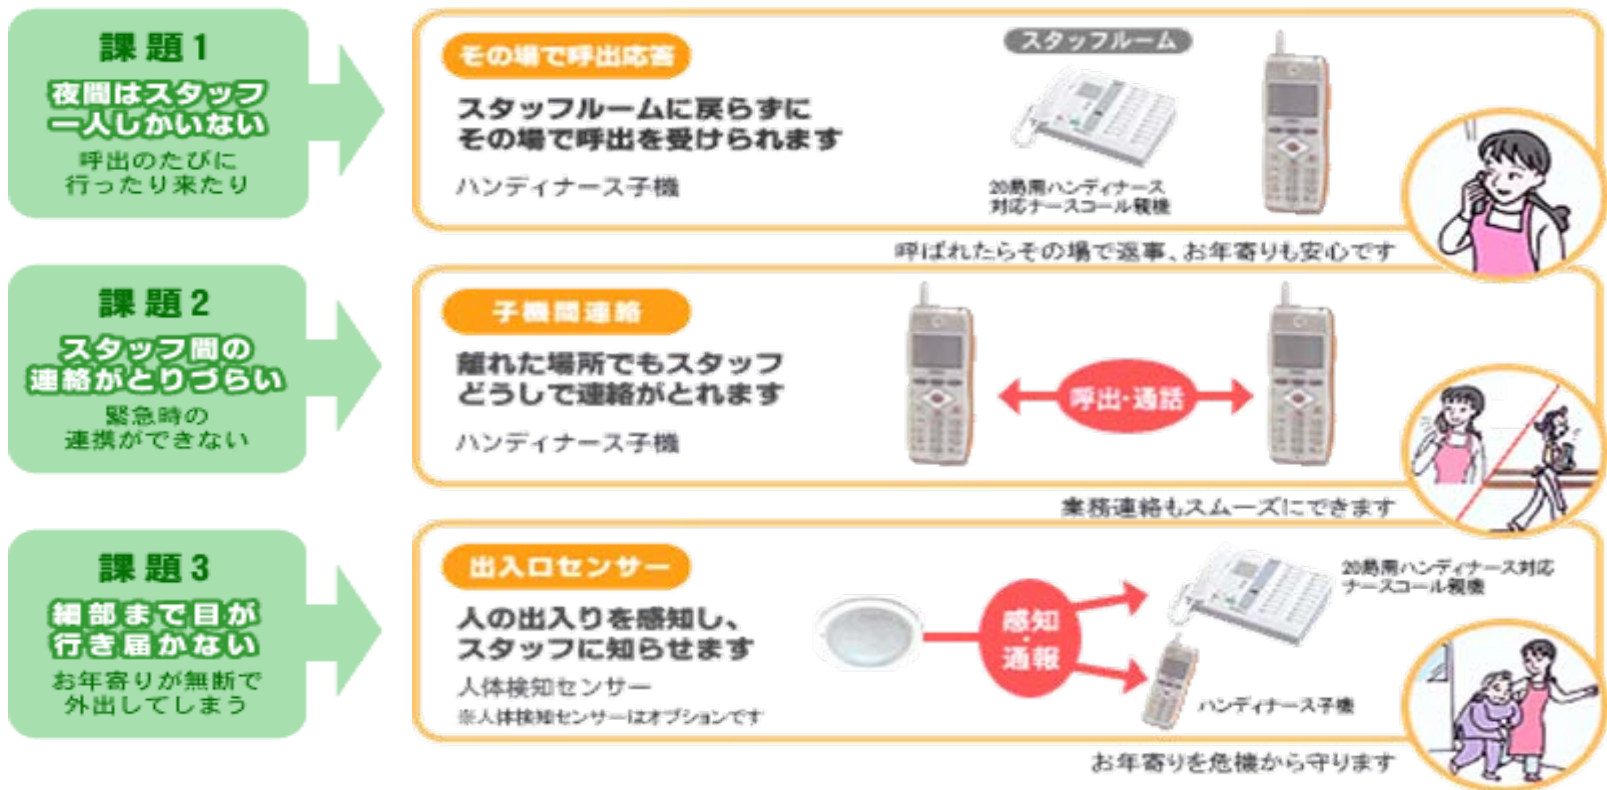 課題1
夜間はスタッフ
一人しかいない
呼出のたびに
行ったり来たり
その場で呼出応答
スタッフルームに戻らずに
その場で呼出を受けられます
ハンディナース子機
スタッフルーム
20局用ハンディナース
対応ナースコール親機
呼ばれたらその場で返事、お年寄りも安心です
課題2
スタッフ間の
連絡がとりづらい
緊急時の
連携ができない
子機間連絡
離れた場所でもスタッフ
どうしで連絡がとれます
ハンディナース子機
呼出・通話
業務連絡もスムーズにできます
課題3
細部まで目が
行き届かない
お年寄りが無断で
外出してしまう
出入口センサー
人の出入りを感知し、
スタッフに知らせます
人体検知センサー
※人体検知センサーはオプションです
感知
・
通報
20局用ハンディナース対応
ナースコール親機
ハンディナース子機
お年寄りを危機から守ります